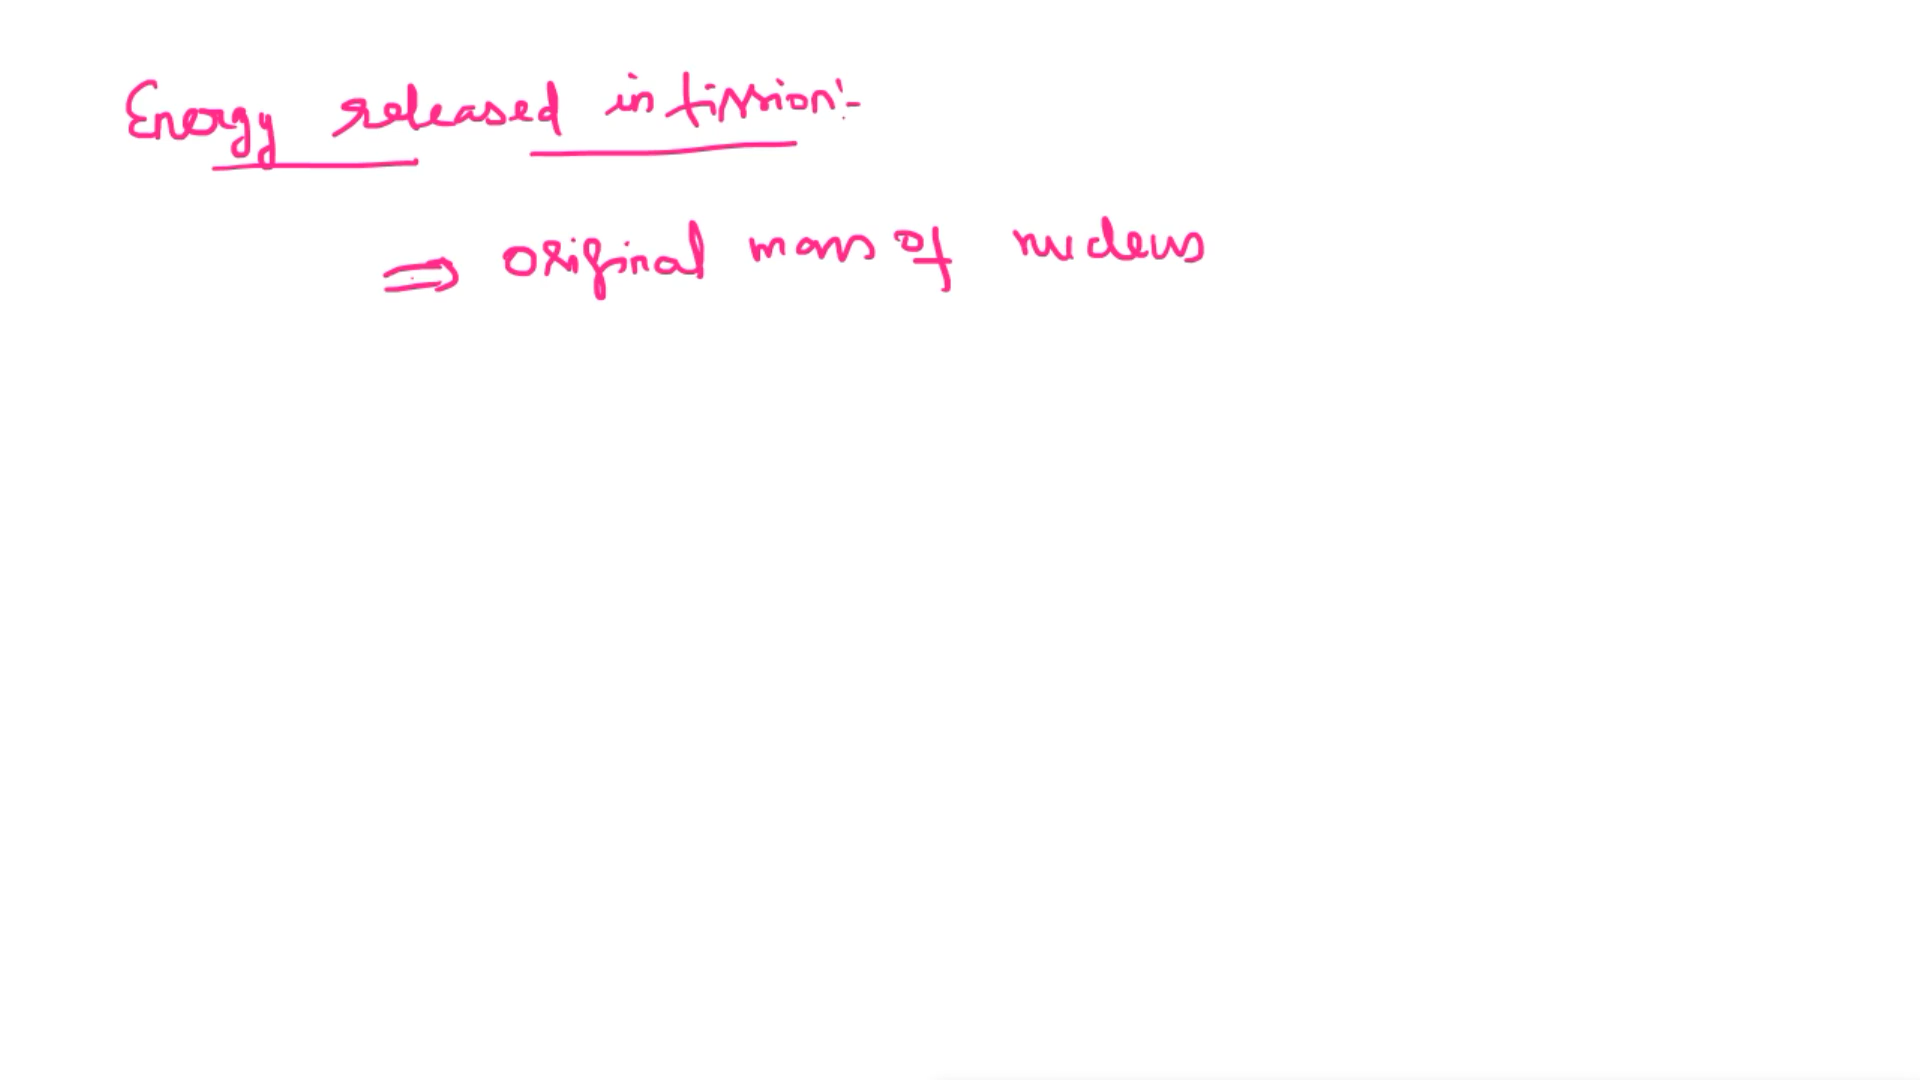 Energy released in fission:-
⇒ original mass of nucleus